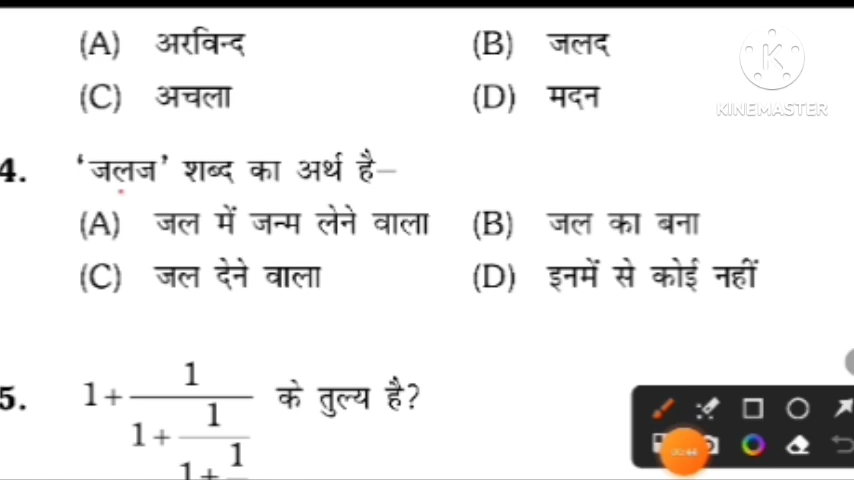 (A) अरविन्द (B) जलद
KINEMASTER
(C) अचला (D) मदन
4. ‘जलज’ शब्द का अर्थ है–
(A) जल में जन्म लेने वाला (B) जल का बना
(C) जल देने वाला (D) इनमें से कोई नहीं
5. 1+ 1 के तुल्य है?
1+ 1
1+ 1